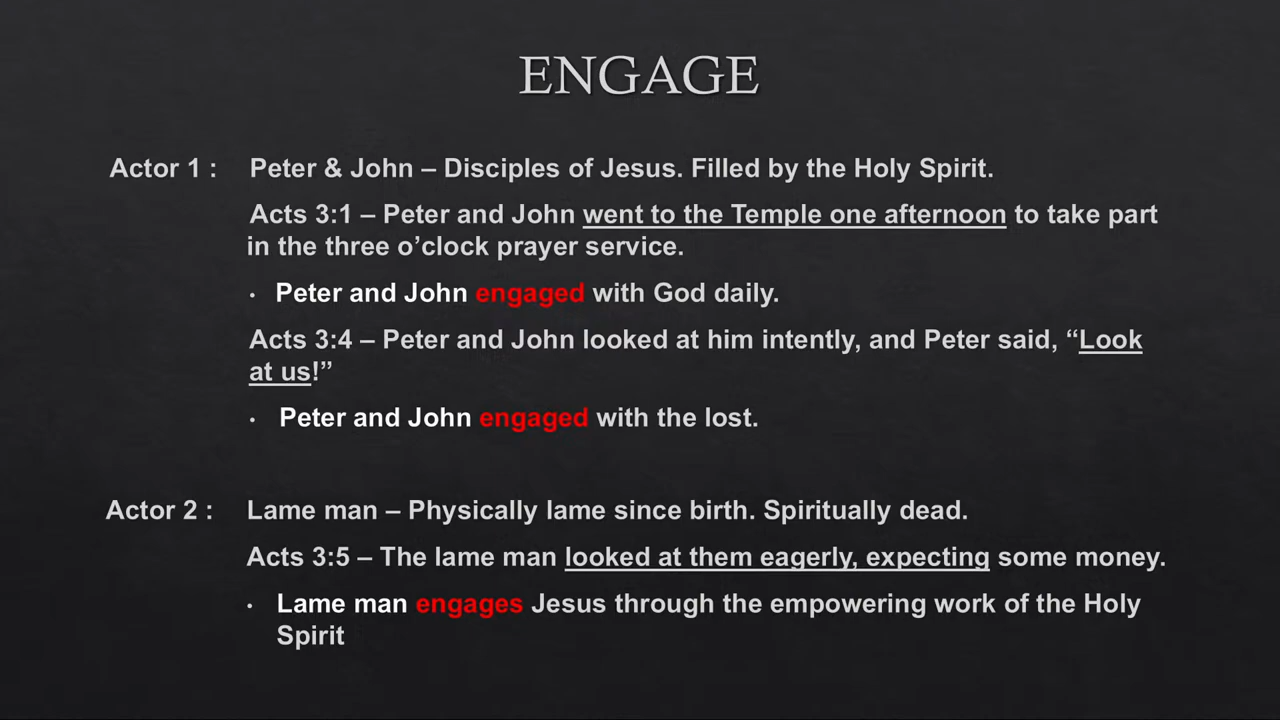 ENGAGE
Actor 1 : Peter & John – Disciples of Jesus. Filled by the Holy Spirit.
Acts 3:1 – Peter and John went to the Temple one afternoon to take part
in the three o’clock prayer service.
• Peter and John engaged with God daily.
Acts 3:4 – Peter and John looked at him intently, and Peter said, “Look
at us!”
• Peter and John engaged with the lost.
Actor 2 : Lame man – Physically lame since birth. Spiritually dead.
Acts 3:5 – The lame man looked at them eagerly, expecting some money.
• Lame man engages Jesus through the empowering work of the Holy
Spirit